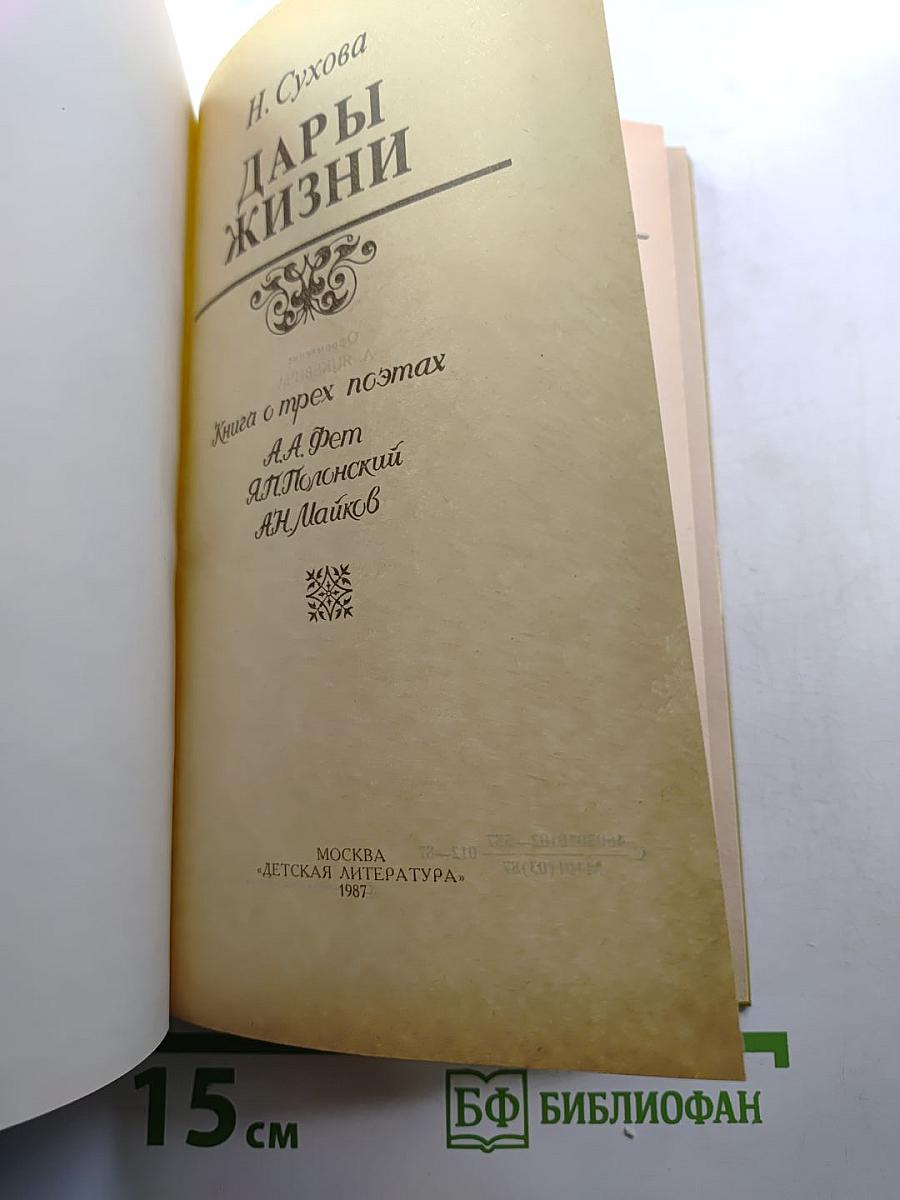 Н. Сухова
ДАРЫ
ЖИЗНИ
Книга о трех поэтах
А.А. Фет
Я.П. Полонский
А.Н. Майков
МОСКВА
«ДЕТСКАЯ ЛИТЕРАТУРА»
1987
15 см
БФ БИБЛИОФАН